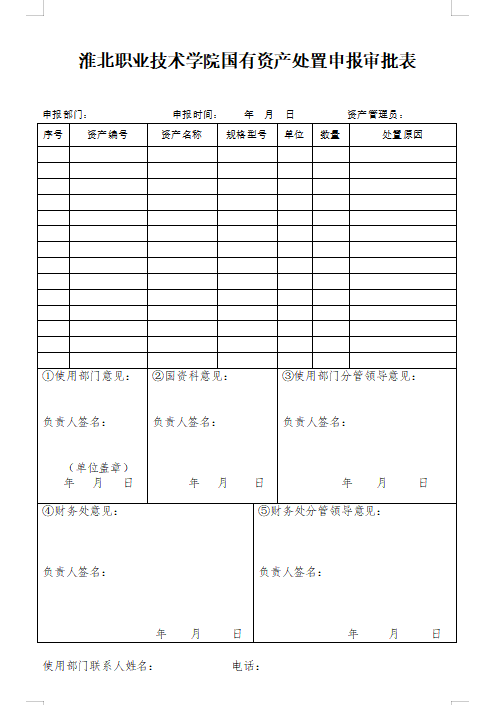 淮北职业技术学院国有资产处置申报审批表
申报部门： 申报时间： 年 月 日 资产管理员：
序号 资产编号 资产名称 规格型号 单位 数量 处置原因
①使用部门意见： ②国资科意见： ③使用部门分管领导意见：
负责人签名： 负责人签名： 负责人签名：
（单位盖章）
年 月 日 年 月 日 年 月 日
④财务处意见： ⑤财务处分管领导意见：
负责人签名： 负责人签名：
年 月 日 年 月 日
使用部门联系人姓名： 电话：